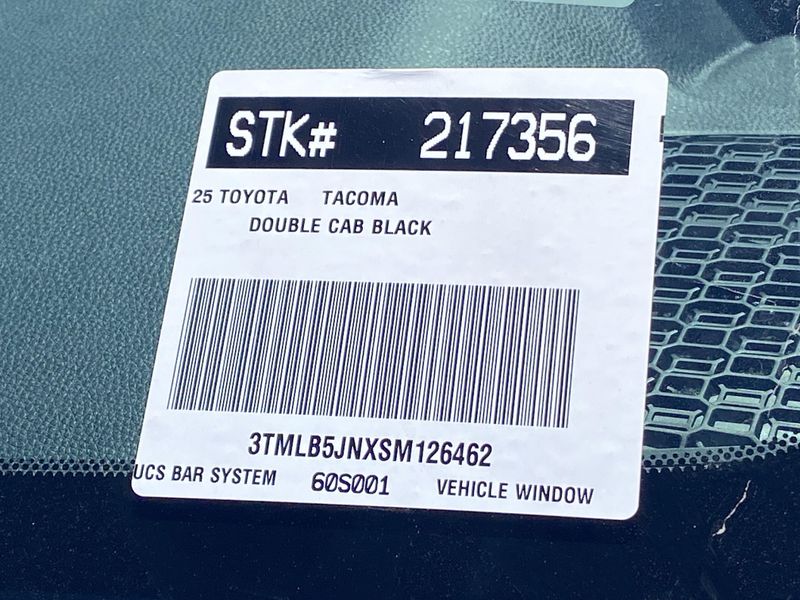 STK# 217356
25 TOYOTA TACOMA
DOUBLE CAB BLACK
3TMLB5JNXSM126462
UCS BAR SYSTEM 60S001 VEHICLE WINDOW